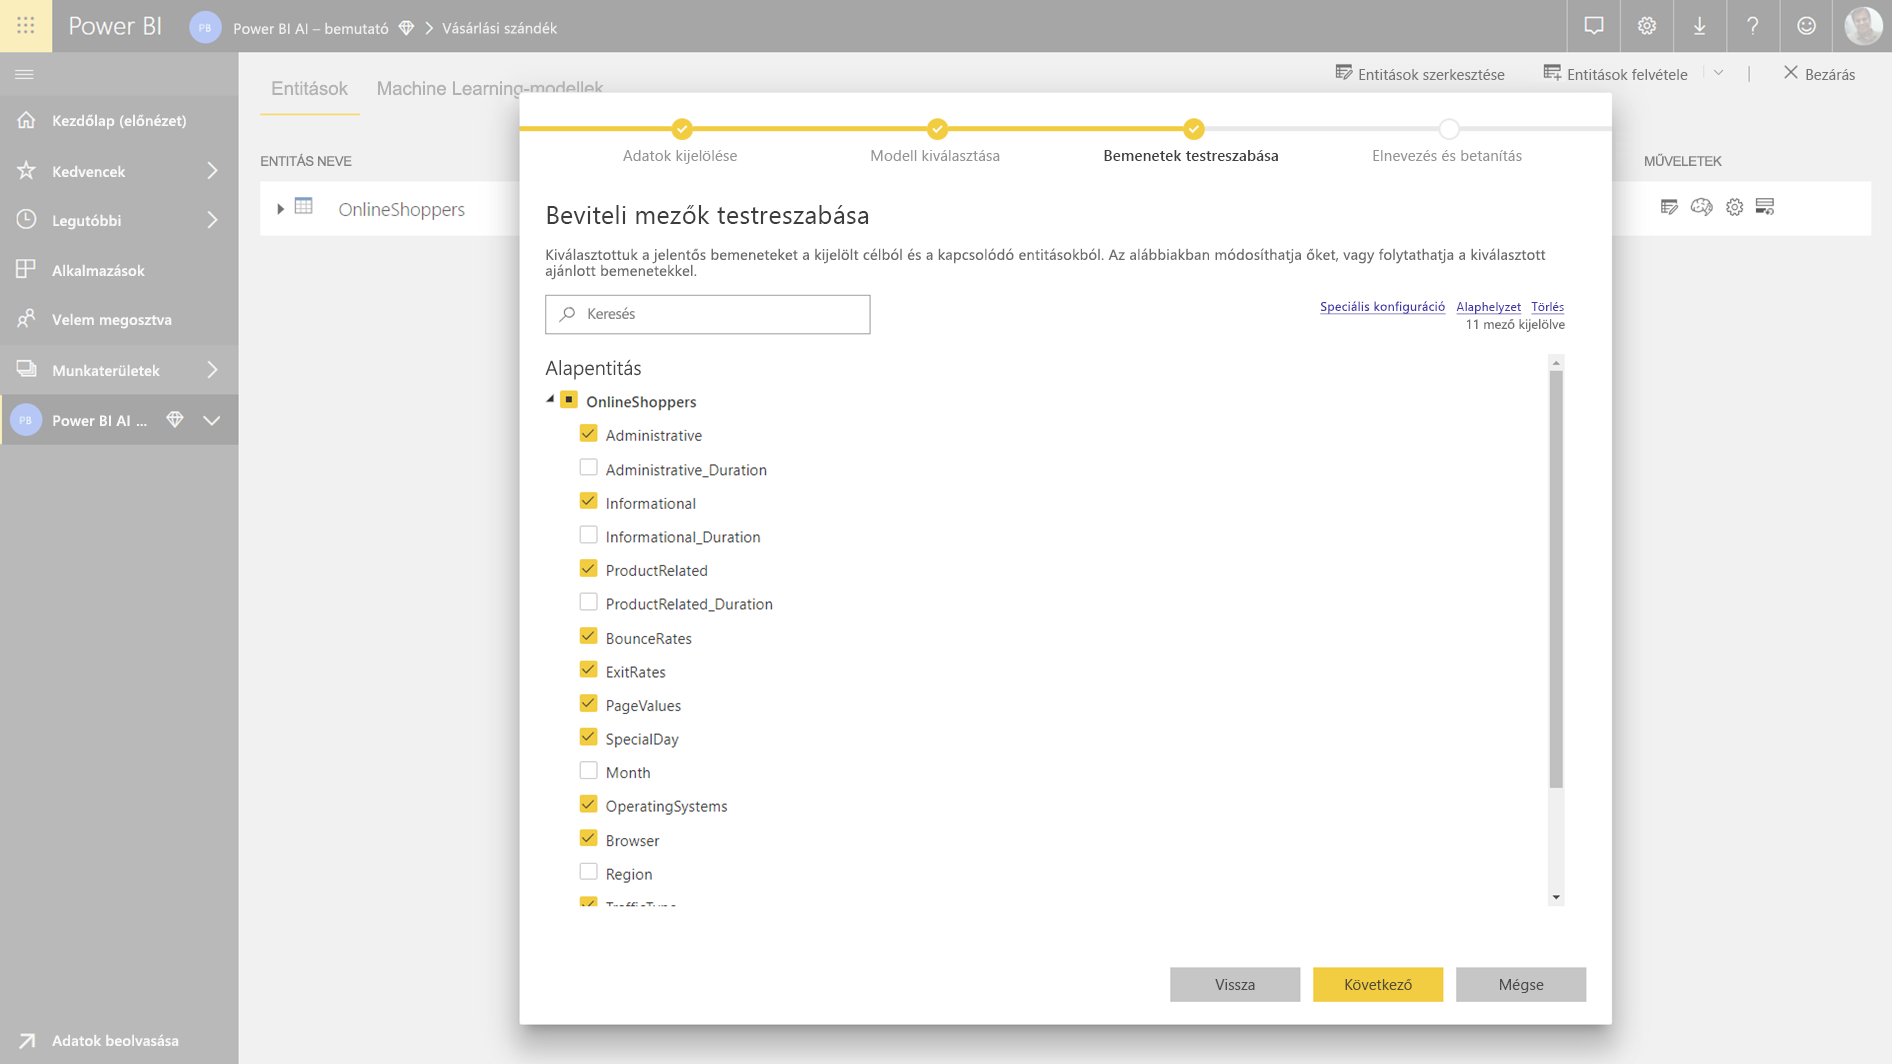 Power BI
PB
Power BI AI – bemutató
Vásárlási szándék
Entitások
Machine Learning-modellek
Entitások szerkesztése
Entitások felvétele
Bezárás
Kezdőlap (előnézet)
Kedvencek
Legutóbbi
Alkalmazások
Velem megosztva
Munkaterületek
PB
Power BI AI ...
Adatok beolvasása
ENTITÁS NEVE
MŰVELETEK
OnlineShoppers
Adatok kijelölése
Modell kiválasztása
Bemenetek testreszabása
Elnevezés és betanítás
Beviteli mezők testreszabása
Kiválasztottuk a jelentős bemeneteket a kijelölt célból és a kapcsolódó entitásokból. Az alábbiakban módosíthatja őket, vagy folytathatja a kiválasztott
ajánlott bemenetekkel.
Keresés
Speciális konfiguráció
Alaphelyzet
Törlés
11 mező kijelölve
Alapentitás
OnlineShoppers
Administrative
Administrative_Duration
Informational
Informational_Duration
ProductRelated
ProductRelated_Duration
BounceRates
ExitRates
PageValues
SpecialDay
Month
OperatingSystems
Browser
Region
TrafficType
Vissza
Következő
Mégse